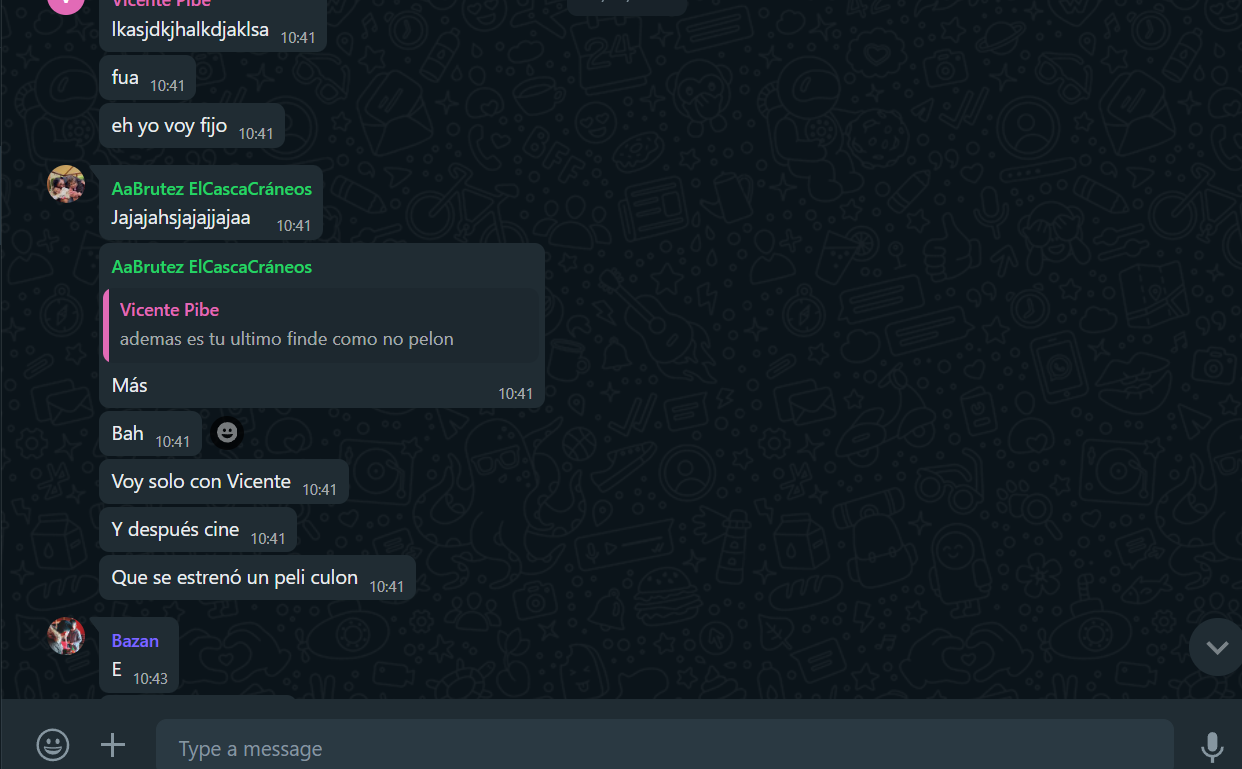 Vicente Pibe
lkasjdkjhalkdjaklsa 10:41
fua 10:41
eh yo voy fijo 10:41
AaBrutez ElCascaCráneos
Jajajahsjajajjajaa 10:41
AaBrutez ElCascaCráneos
Vicente Pibe
ademas es tu ultimo finde como no pelon
Más 10:41
Bah 10:41
Voy solo con Vicente 10:41
Y después cine 10:41
Que se estrenó un peli culon 10:41
Bazan
E 10:43
Type a message